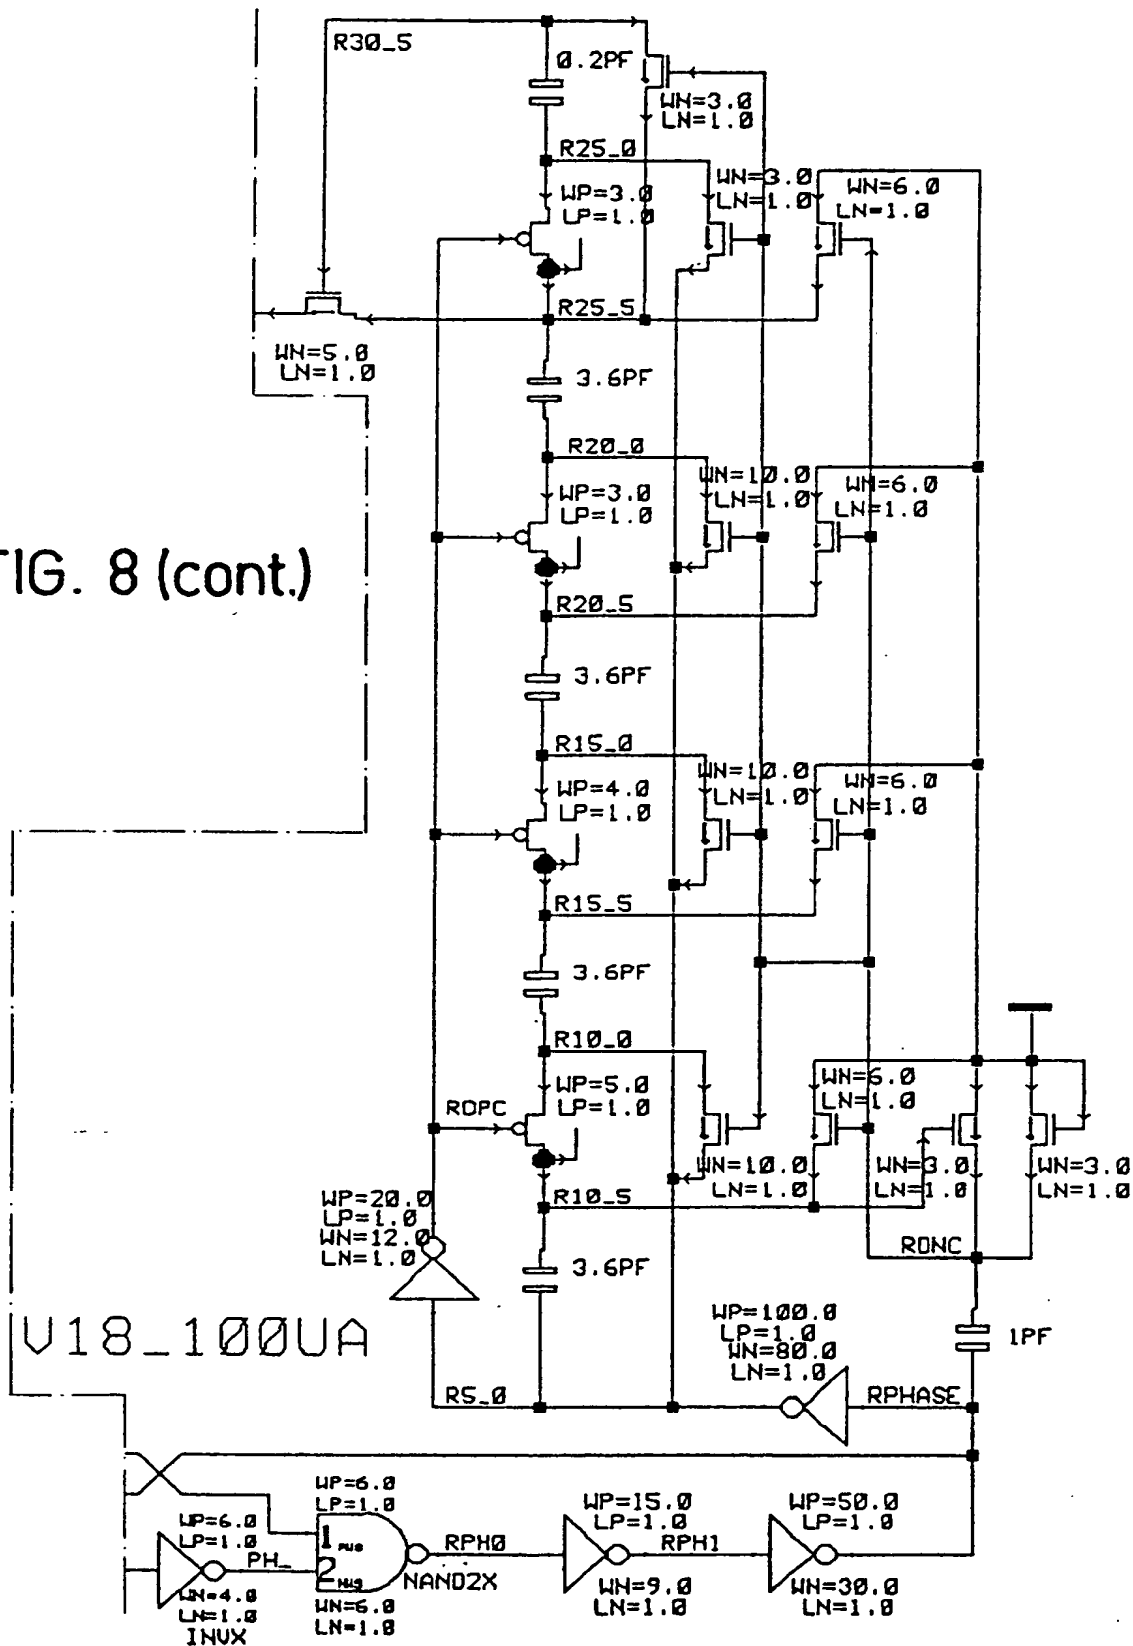 R30_5
0.2PF
WN=3.0
LN=1.0
R25_0
WN=3.0
LN=1.0
WN=6.0
LN=1.0
WP=3.0
LP=1.0
R25_5
WN=5.0
LN=1.0
3.6PF
R20_0
WN=10.0
LN=1.0
WN=6.0
LN=1.0
WP=3.0
LP=1.0
FIG. 8 (cont.)
R20_5
3.6PF
R15_0
WN=10.0
LN=1.0
WN=6.0
LN=1.0
WP=4.0
LP=1.0
R15_5
3.6PF
R10_0
WN=6.0
LN=1.0
WP=5.0
LP=1.0
RDPC
WN=10.0
LN=1.0
WN=3.0
LN=1.0
WN=3.0
LN=1.0
R10_5
WP=20.0
LP=1.0
WN=12.0
LN=1.0
RDNC
3.6PF
WP=100.0
LP=1.0
WN=80.0
LN=1.0
1PF
V18_100UA
R5_0
RPHASE
WP=6.0
LP=1.0
WP=6.0
LP=1.0
WP=15.0
LP=1.0
WP=50.0
LP=1.0
1
PH_
2
RPH0
RPH1
NAND2X
WN=4.0
LN=1.0
INVX
WN=6.0
LN=1.0
WN=9.0
LN=1.0
WN=30.0
LN=1.0